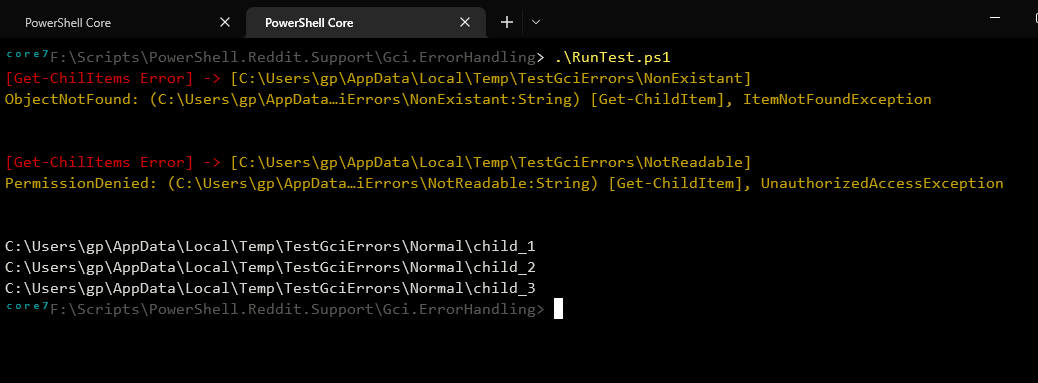 PowerShell Core
PowerShell Core
ᶜᵒʳᵉ⁷F:\Scripts\PowerShell.Reddit.Support\Gci.ErrorHandling> .\RunTest.ps1
[Get-ChilItems Error] -> [C:\Users\gp\AppData\Local\Temp\TestGciErrors\NonExistant]
ObjectNotFound: (C:\Users\gp\AppData…iErrors\NonExistant:String) [Get-ChildItem], ItemNotFoundException
[Get-ChilItems Error] -> [C:\Users\gp\AppData\Local\Temp\TestGciErrors\NotReadable]
PermissionDenied: (C:\Users\gp\AppData…iErrors\NotReadable:String) [Get-ChildItem], UnauthorizedAccessException
C:\Users\gp\AppData\Local\Temp\TestGciErrors\Normal\child_1
C:\Users\gp\AppData\Local\Temp\TestGciErrors\Normal\child_2
C:\Users\gp\AppData\Local\Temp\TestGciErrors\Normal\child_3
ᶜᵒʳᵉ⁷F:\Scripts\PowerShell.Reddit.Support\Gci.ErrorHandling>